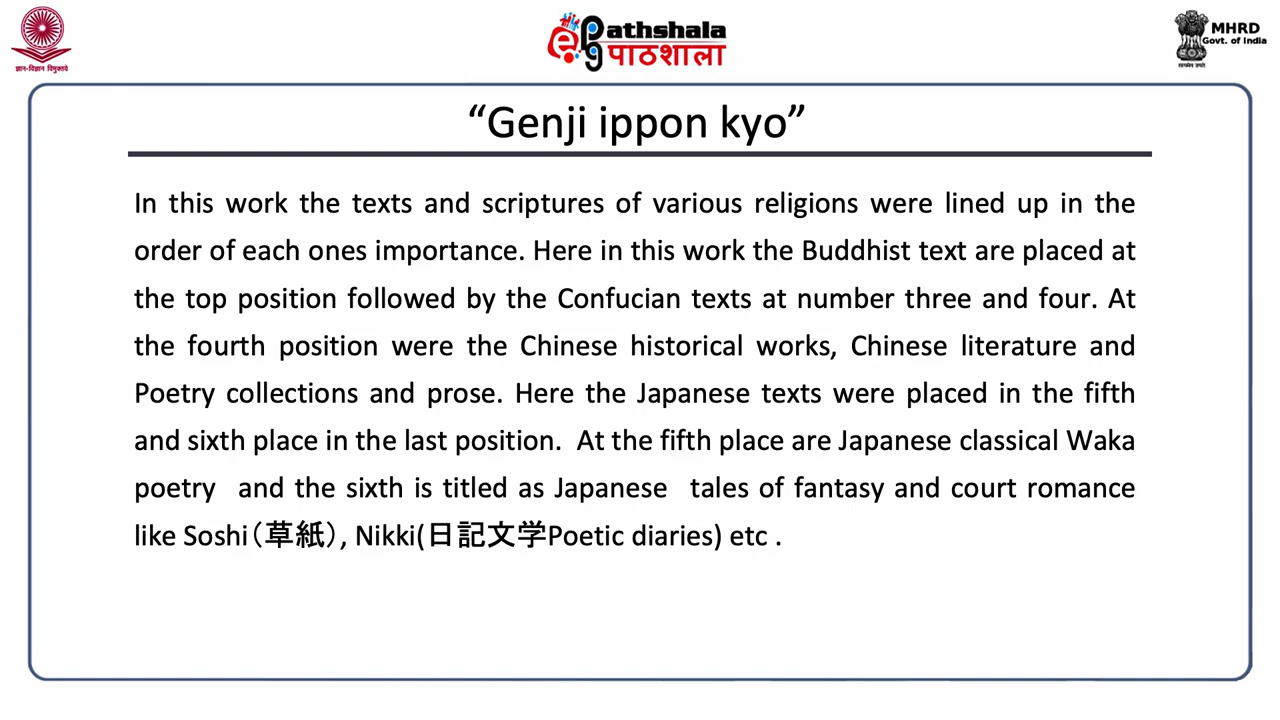 ज्ञान-विज्ञान विमुक्तये
ePG Pathshala
पाठशाला
MHRD
Govt. of India
सत्यमेव जयते
“Genji ippon kyo”
In this work the texts and scriptures of various religions were lined up in the
order of each ones importance. Here in this work the Buddhist text are placed at
the top position followed by the Confucian texts at number three and four. At
the fourth position were the Chinese historical works, Chinese literature and
Poetry collections and prose. Here the Japanese texts were placed in the fifth
and sixth place in the last position.  At the fifth place are Japanese classical Waka
poetry  and the sixth is titled as Japanese  tales of fantasy and court romance
like Soshi（草紙）, Nikki(日記文学Poetic diaries) etc .